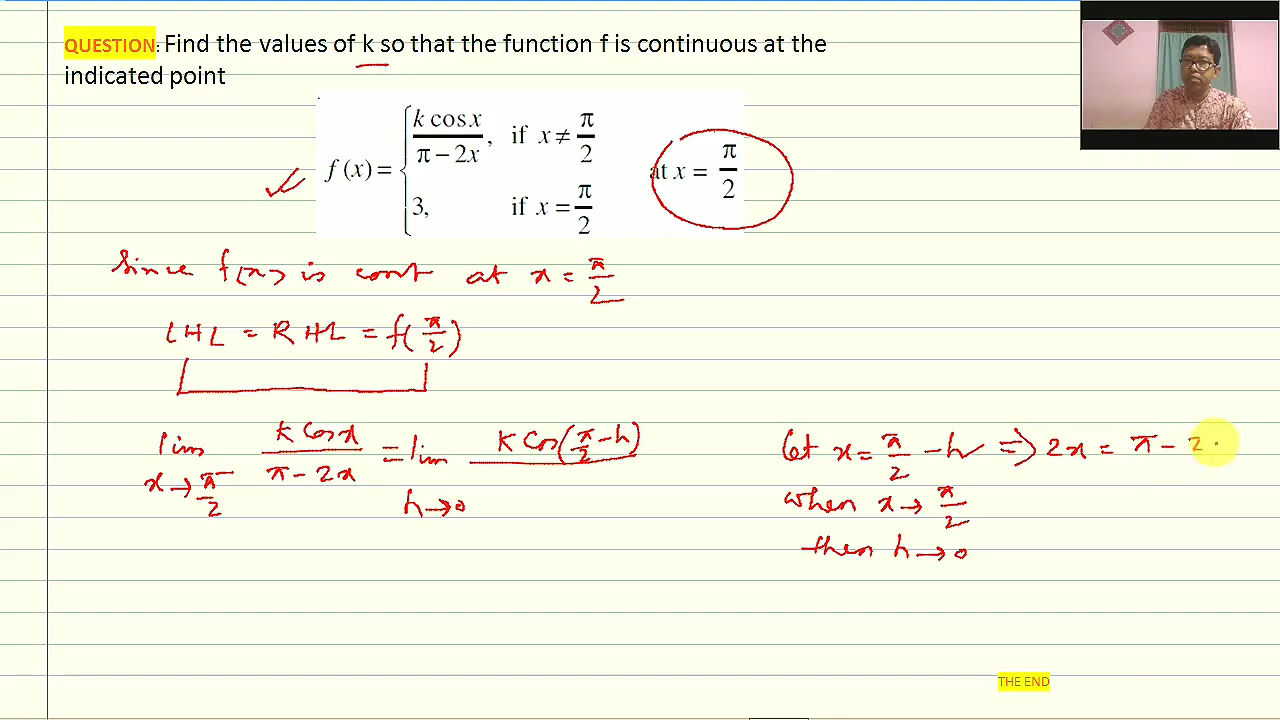 QUESTION: Find the values of k so that the function f is continuous at the
indicated point
f (x) = { k cos x / π − 2x , if x ≠ π/2
3, if x = π/2
at x = π/2
Since f(x) is cont at x = π/2
LHL = RHL = f(π/2)
lim x→π/2⁻ k Cosx / π − 2x = lim h→0 k Cos(π/2 − h)
Let x = π/2 − h ⇒ 2x = π − 2
when x → π/2
then h → 0
THE END